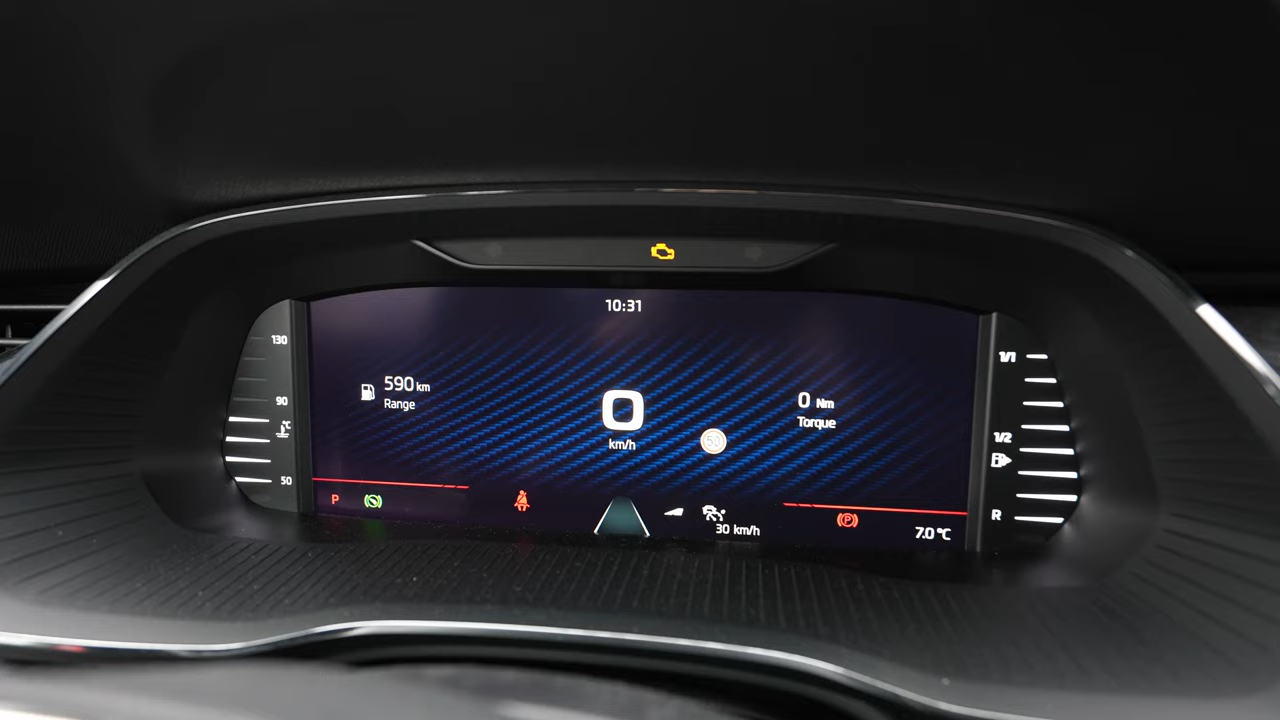 10:31
130
90
°C
50
590 km
Range
0
km/h
50
0 Nm
Torque
1/1
1/2
R
P
30 km/h
(P)
7.0 °C